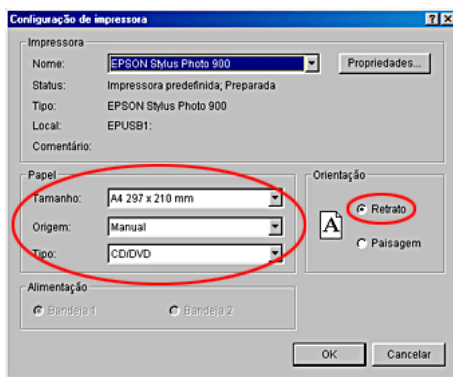 Configuração de impressora
Impressora
Nome: EPSON Stylus Photo 900 Propriedades...
Status: Impressora predefinida; Preparada
Tipo: EPSON Stylus Photo 900
Local: EPUSB1:
Comentário:
Papel
Tamanho: A4 297 x 210 mm
Origem: Manual
Tipo: CD/DVD
Orientação
A
Retrato
Paisagem
Alimentação
Bandeja 1 Bandeja 2
OK Cancelar